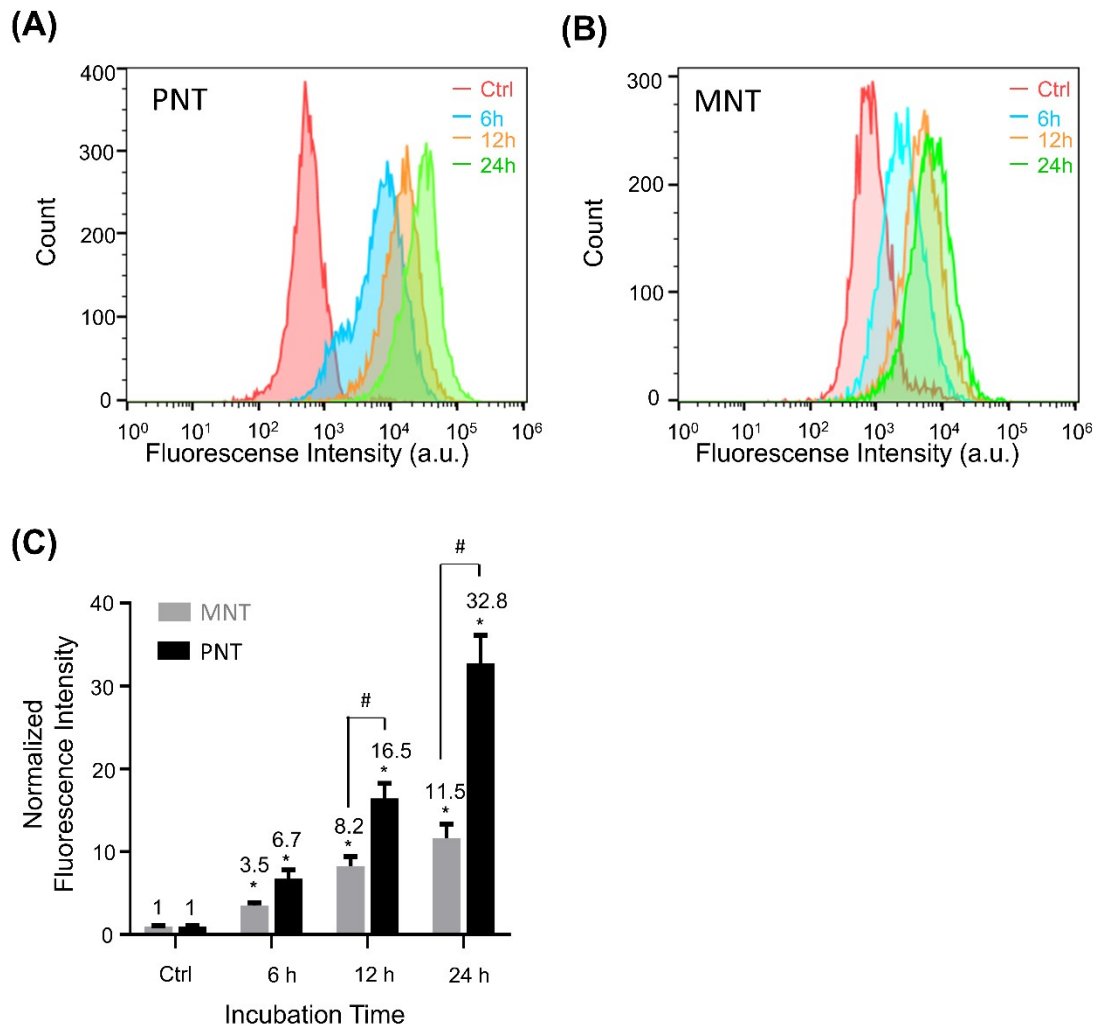 (A)
PNT
Ctrl
6h
12h
24h
400
300
200
100
0
Count
10⁰ 10¹ 10² 10³ 10⁴ 10⁵ 10⁶
Fluorescense Intensity (a.u.)
(B)
MNT
Ctrl
6h
12h
24h
300
200
100
0
Count
10⁰ 10¹ 10² 10³ 10⁴ 10⁵ 10⁶
Fluorescense Intensity (a.u.)
(C)
MNT
PNT
40
30
20
10
0
Normalized
Fluorescence Intensity
1 1
3.5
*
6.7
*
#
8.2
*
16.5
*
#
11.5
*
32.8
*
Ctrl 6 h 12 h 24 h
Incubation Time